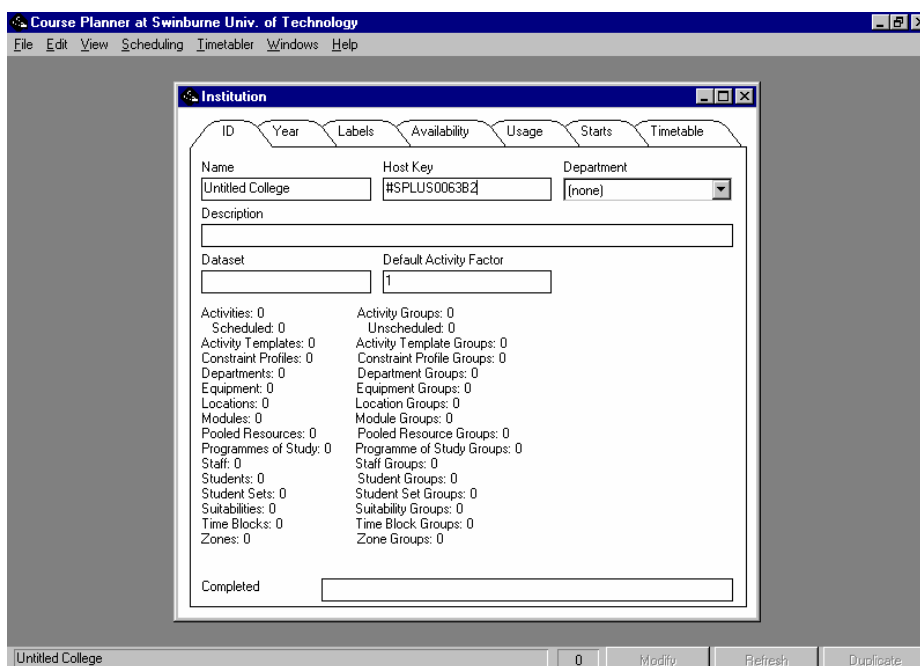 Course Planner at Swinburne Univ. of Technology
File Edit View Scheduling Timetabler Windows Help
Institution
ID Year Labels Availability Usage Starts Timetable
Name Host Key Department
Untitled College #SPLUS0063B2 (none)
Description
Dataset Default Activity Factor
1
Activities: 0 Activity Groups: 0
Scheduled: 0 Unscheduled: 0
Activity Templates: 0 Activity Template Groups: 0
Constraint Profiles: 0 Constraint Profile Groups: 0
Departments: 0 Department Groups: 0
Equipment: 0 Equipment Groups: 0
Locations: 0 Location Groups: 0
Modules: 0 Module Groups: 0
Pooled Resources: 0 Pooled Resource Groups: 0
Programmes of Study: 0 Programme of Study Groups: 0
Staff: 0 Staff Groups: 0
Students: 0 Student Groups: 0
Student Sets: 0 Student Set Groups: 0
Suitabilities: 0 Suitability Groups: 0
Time Blocks: 0 Time Block Groups: 0
Zones: 0 Zone Groups: 0
Completed
Untitled College 0 Modify Refresh Duplicate